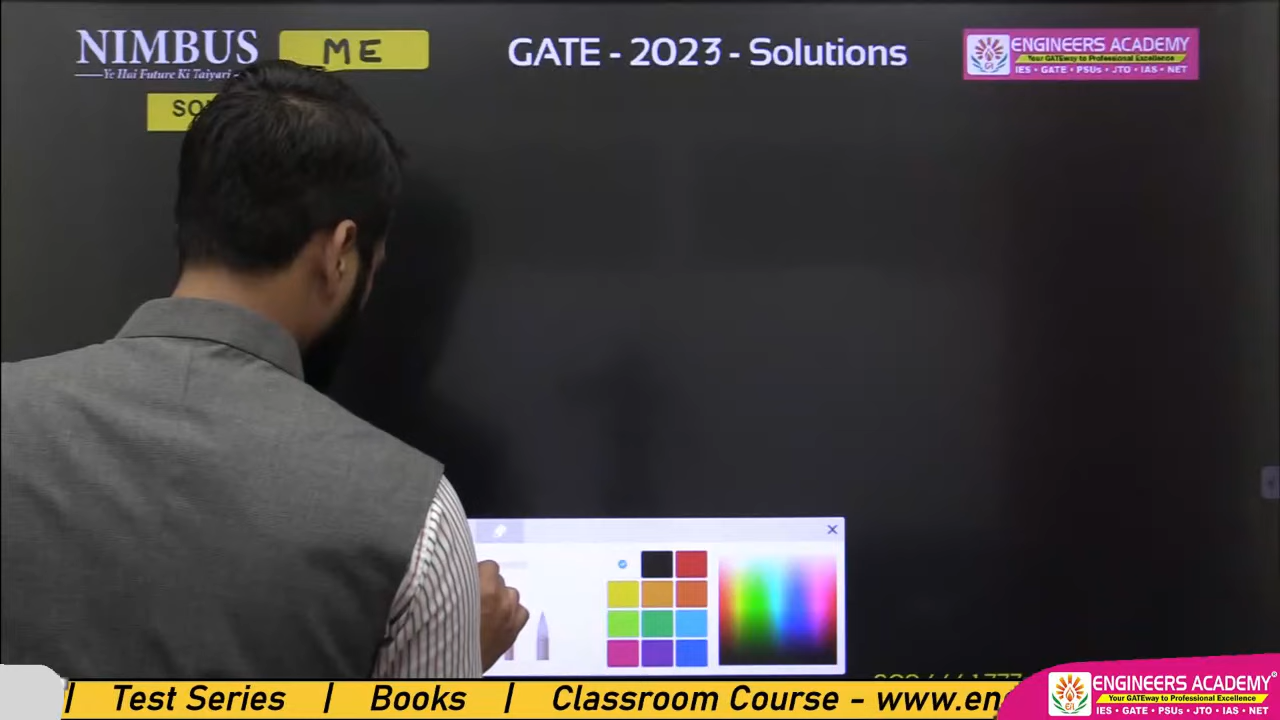 NIMBUS
Ye Hai Future Ki Taiyari
ME
GATE - 2023 - Solutions
ENGINEERS ACADEMY
Your GATEway to Professional Excellence
IES • GATE • PSUs • JTO • IAS • NET
| Test Series | Books | Classroom Course - www.en
ENGINEERS ACADEMY
Your GATEway to Professional Excellence
IES • GATE • PSUs • JTO • IAS • NET